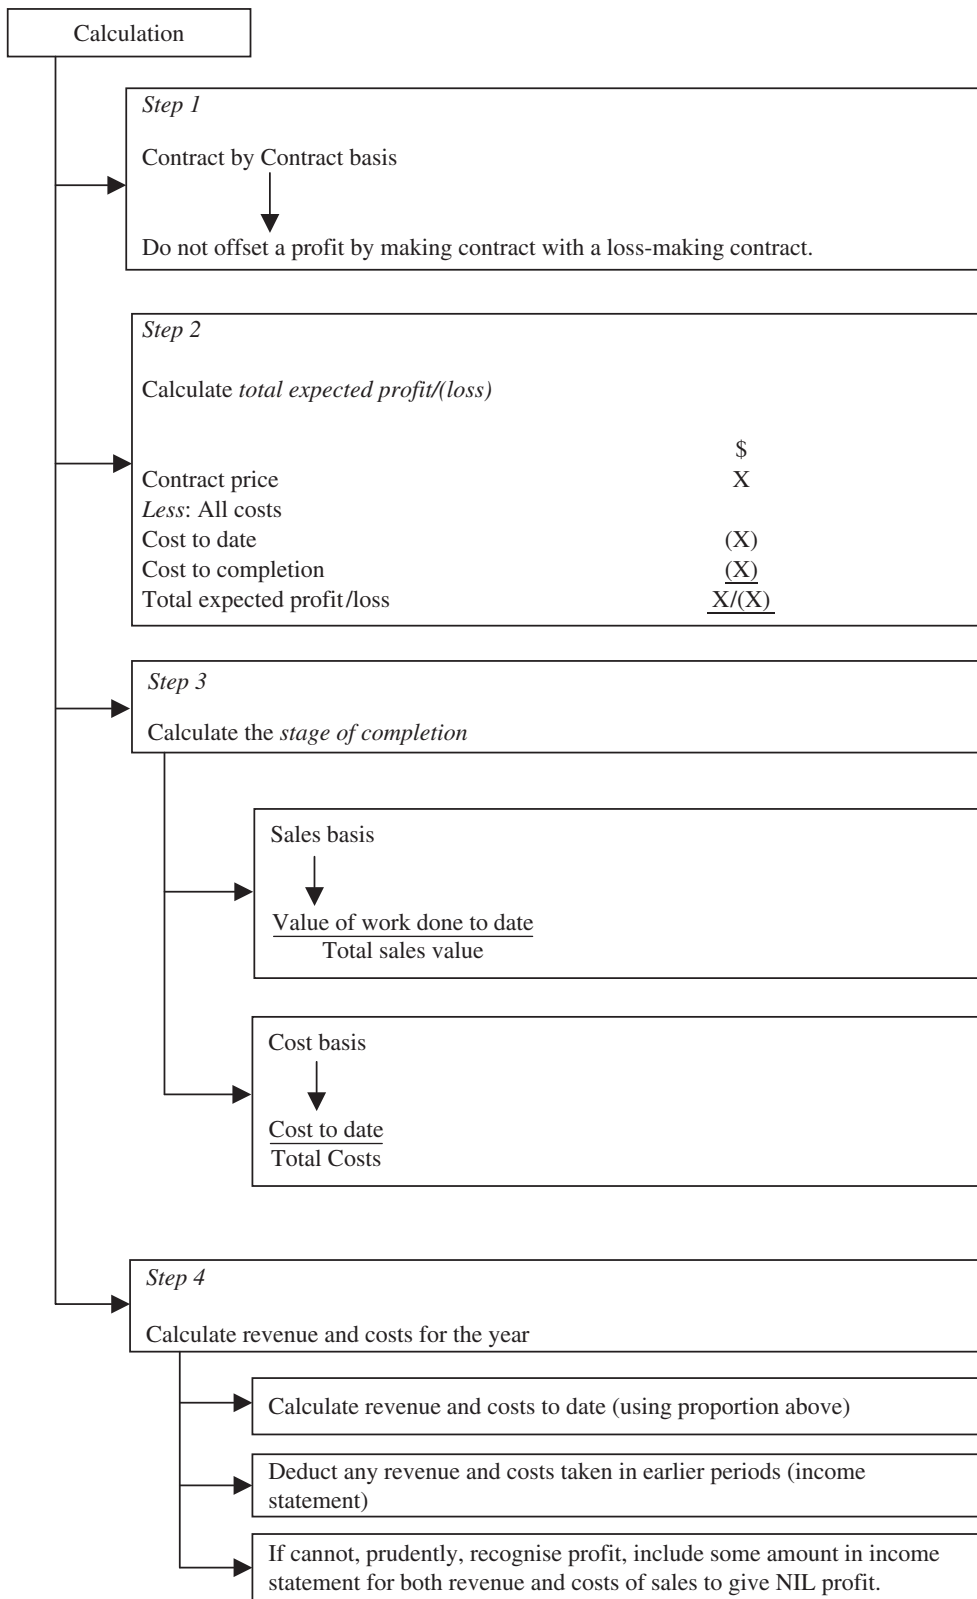 Calculation
Step 1
Contract by Contract basis
Do not offset a profit by making contract with a loss-making contract.
Step 2
Calculate total expected profit/(loss)
$
Contract price X
Less: All costs
Cost to date (X)
Cost to completion (X)
Total expected profit/loss X/(X)
Step 3
Calculate the stage of completion
Sales basis
Value of work done to date
Total sales value
Cost basis
Cost to date
Total Costs
Step 4
Calculate revenue and costs for the year
Calculate revenue and costs to date (using proportion above)
Deduct any revenue and costs taken in earlier periods (income
statement)
If cannot, prudently, recognise profit, include some amount in income
statement for both revenue and costs of sales to give NIL profit.